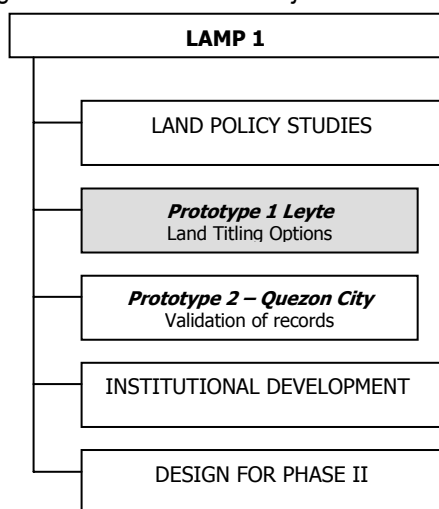 LAMP 1
LAND POLICY STUDIES
Prototype 1 Leyte
Land Titling Options
Prototype 2 – Quezon City
Validation of records
INSTITUTIONAL DEVELOPMENT
DESIGN FOR PHASE II